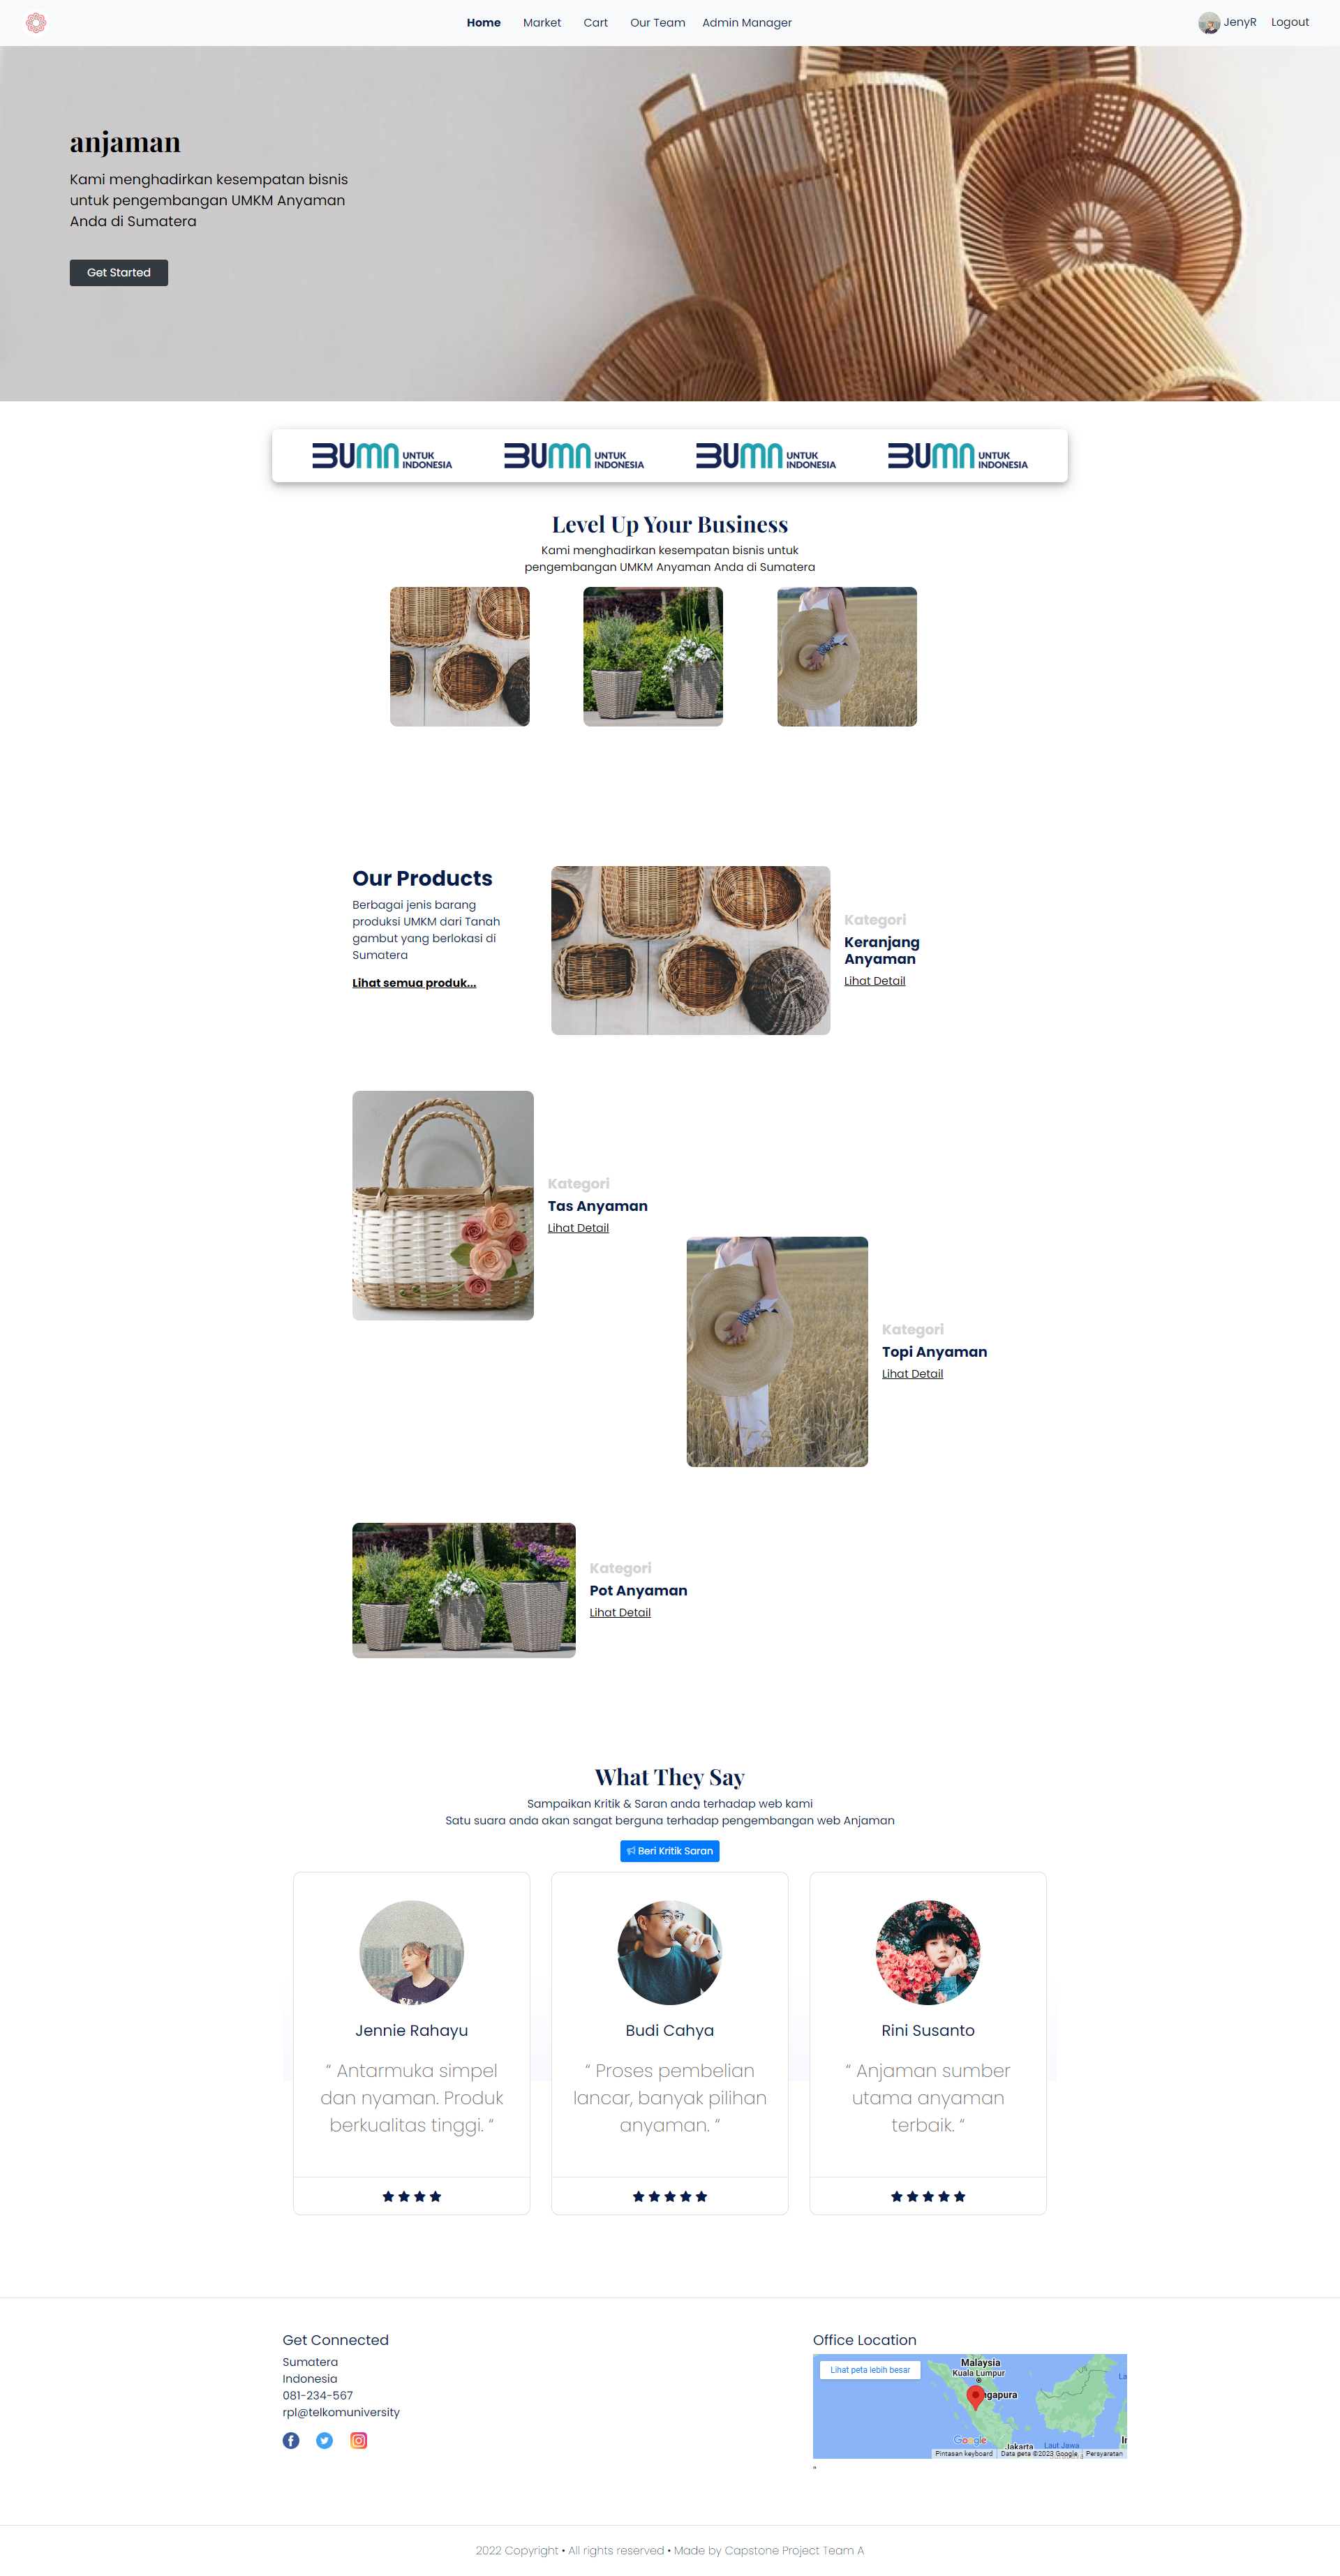 Home Market Cart Our Team Admin Manager JenyR Logout
anjaman
Kami menghadirkan kesempatan bisnis
untuk pengembangan UMKM Anyaman
Anda di Sumatera
Get Started
BUMN UNTUK INDONESIA BUMN UNTUK INDONESIA BUMN UNTUK INDONESIA BUMN UNTUK INDONESIA
Level Up Your Business
Kami menghadirkan kesempatan bisnis untuk
pengembangan UMKM Anyaman Anda di Sumatera
Our Products
Berbagai jenis barang
produksi UMKM dari Tanah
gambut yang berlokasi di
Sumatera
Lihat semua produk...
Kategori
Keranjang
Anyaman
Lihat Detail
Kategori
Tas Anyaman
Lihat Detail
Kategori
Topi Anyaman
Lihat Detail
Kategori
Pot Anyaman
Lihat Detail
What They Say
Sampaikan Kritik & Saran anda terhadap web kami
Satu suara anda akan sangat berguna terhadap pengembangan web Anjaman
Beri Kritik Saran
Jennie Rahayu
“ Antarmuka simpel
dan nyaman. Produk
berkualitas tinggi. “
Budi Cahya
“ Proses pembelian
lancar, banyak pilihan
anyaman. “
Rini Susanto
“ Anjaman sumber
utama anyaman
terbaik. “
Get Connected
Sumatera
Indonesia
081-234-567
rpl@telkomuniversity
Office Location
Lihat peta lebih besar
Malaysia
Kuala Lumpur
ngapura
Jakarta
Laut Jawa
Google
Pintasan keyboard Data peta ©2023 Google Persyaratan
"
2022 Copyright • All rights reserved • Made by Capstone Project Team A